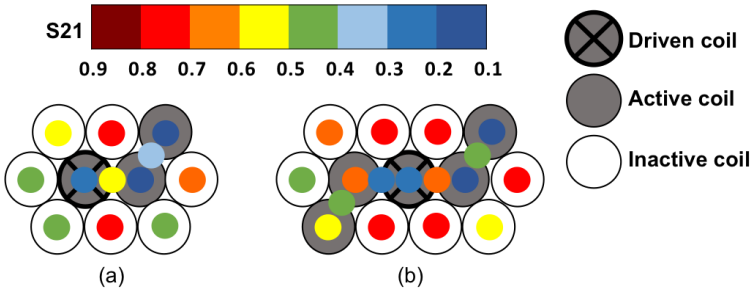 S21
0.9 0.8 0.7 0.6 0.5 0.4 0.3 0.2 0.1
Driven coil
Active coil
Inactive coil
(a) (b)